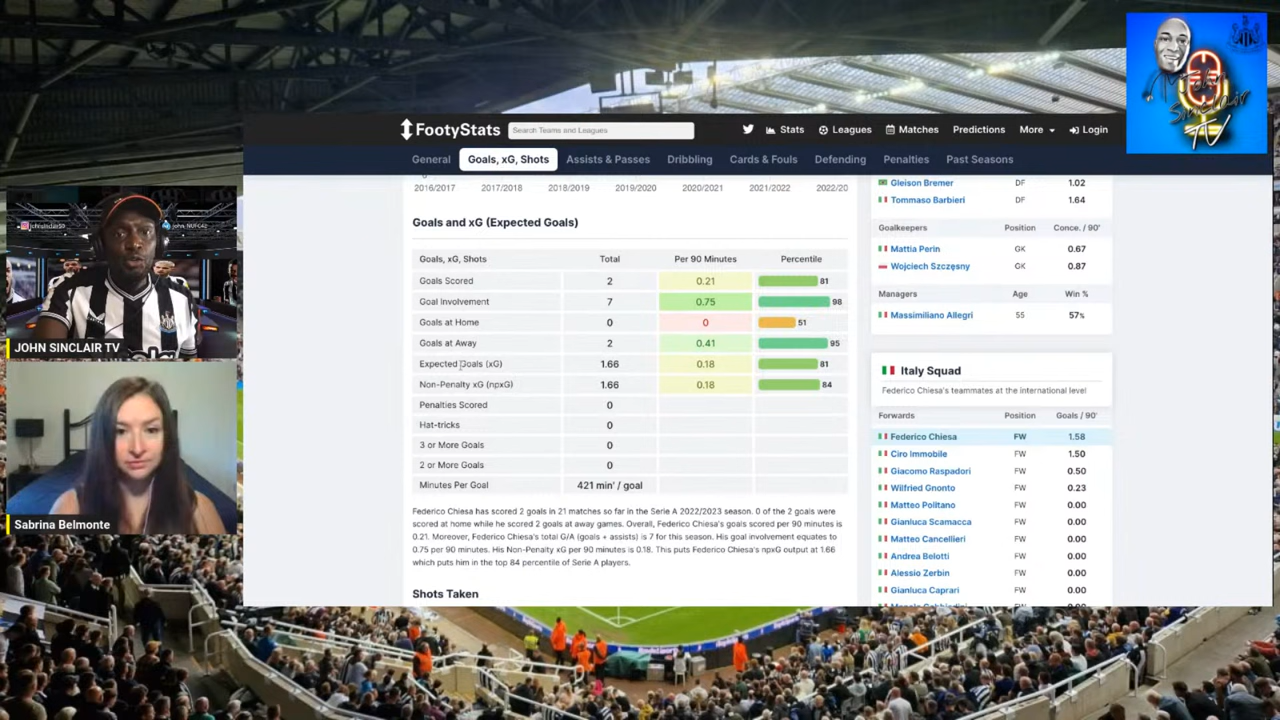 FootyStats
Search Teams and Leagues
Stats
Leagues
Matches
Predictions
More
Login
John Sinclair TV
General
Goals, xG, Shots
Assists & Passes
Dribbling
Cards & Fouls
Defending
Penalties
Past Seasons
2016/2017 2017/2018 2018/2019 2019/2020 2020/2021 2021/2022 2022/20
Goals and xG (Expected Goals)
Goals, xG, Shots Total Per 90 Minutes Percentile
Goals Scored 2 0.21 81
Goal Involvement 7 0.75 98
Goals at Home 0 0 51
Goals at Away 2 0.41 95
Expected Goals (xG) 1.66 0.18 81
Non-Penalty xG (npxG) 1.66 0.18 84
Penalties Scored 0
Hat-tricks 0
3 or More Goals 0
2 or More Goals 0
Minutes Per Goal 421 min' / goal
Federico Chiesa has scored 2 goals in 21 matches so far in the Serie A 2022/2023 season. 0 of the 2 goals were
scored at home while he scored 2 goals at away games. Overall, Federico Chiesa's goals scored per 90 minutes is
0.21. Moreover, Federico Chiesa's total G/A (goals + assists) is 7 for this season. His goal involvement equates to
0.75 per 90 minutes. His Non-Penalty xG per 90 minutes is 0.18. This puts Federico Chiesa's npxG output at 1.66
which puts him in the top 84 percentile of Serie A players.
Shots Taken
Gleison Bremer DF 1.02
Tommaso Barbieri DF 1.64
Goalkeepers Position Conce. / 90'
Mattia Perin GK 0.67
Wojciech Szczęsny GK 0.87
Managers Age Win %
Massimiliano Allegri 55 57%
Italy Squad
Federico Chiesa's teammates at the international level
Forwards Position Goals / 90'
Federico Chiesa FW 1.58
Ciro Immobile FW 1.50
Giacomo Raspadori FW 0.50
Wilfried Gnonto FW 0.23
Matteo Politano FW 0.00
Gianluca Scamacca FW 0.00
Matteo Cancellieri FW 0.00
Andrea Belotti FW 0.00
Alessio Zerbin FW 0.00
Gianluca Caprari FW 0.00
JOHN SINCLAIR TV
Sabrina Belmonte